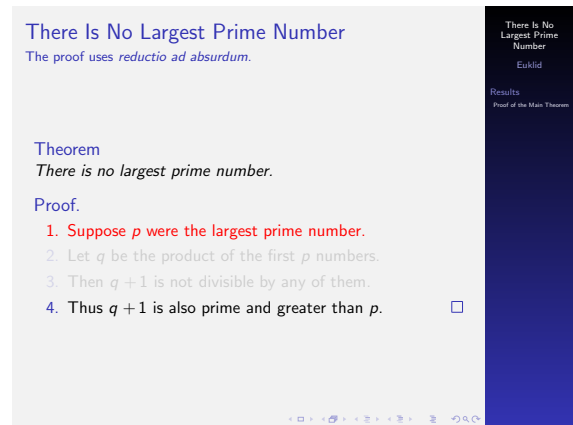 There Is No Largest Prime Number
The proof uses reductio ad absurdum.
Theorem
There is no largest prime number.
Proof.
1. Suppose p were the largest prime number.
2. Let q be the product of the first p numbers.
3. Then q + 1 is not divisible by any of them.
4. Thus q + 1 is also prime and greater than p.
There Is No
Largest Prime
Number
Euklid
Results
Proof of the Main Theorem